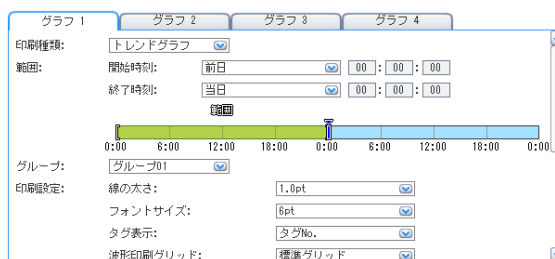 グラフ 1 グラフ 2 グラフ 3 グラフ 4
印刷種類: トレンドグラフ
範囲: 開始時刻: 前日 00 : 00 : 00
終了時刻: 当日 00 : 00 : 00
範囲
0:00 6:00 12:00 18:00 0:00 6:00 12:00 18:00 0:00
グループ: グループ01
印刷設定: 線の太さ: 1.0pt
フォントサイズ: 6pt
タグ表示: タグNo.
波形印刷グリッド: 標準グリッド